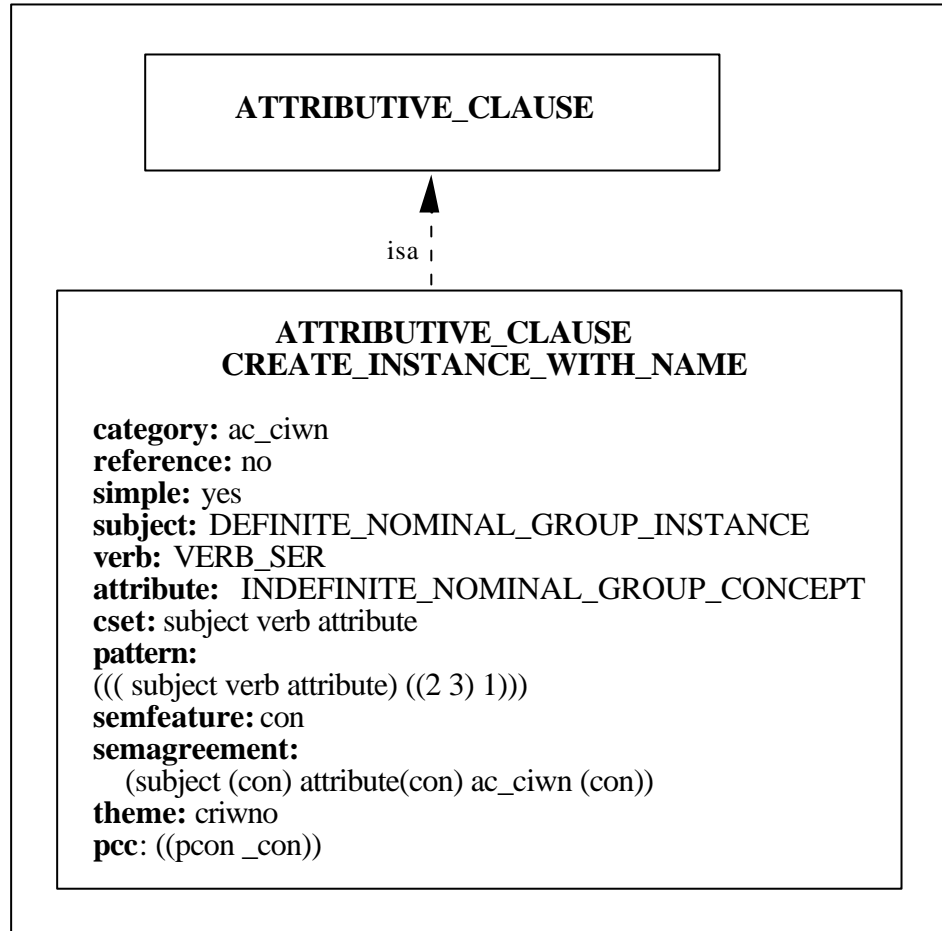 ATTRIBUTIVE_CLAUSE
isa
ATTRIBUTIVE_CLAUSE
CREATE_INSTANCE_WITH_NAME
category: ac_ciwn
reference: no
simple: yes
subject: DEFINITE_NOMINAL_GROUP_INSTANCE
verb: VERB_SER
attribute: INDEFINITE_NOMINAL_GROUP_CONCEPT
cset: subject verb attribute
pattern:
((( subject verb attribute) ((2 3) 1)))
semfeature: con
semagreement:
(subject (con) attribute(con) ac_ciwn (con))
theme: criwno
pcc: ((pcon _con))